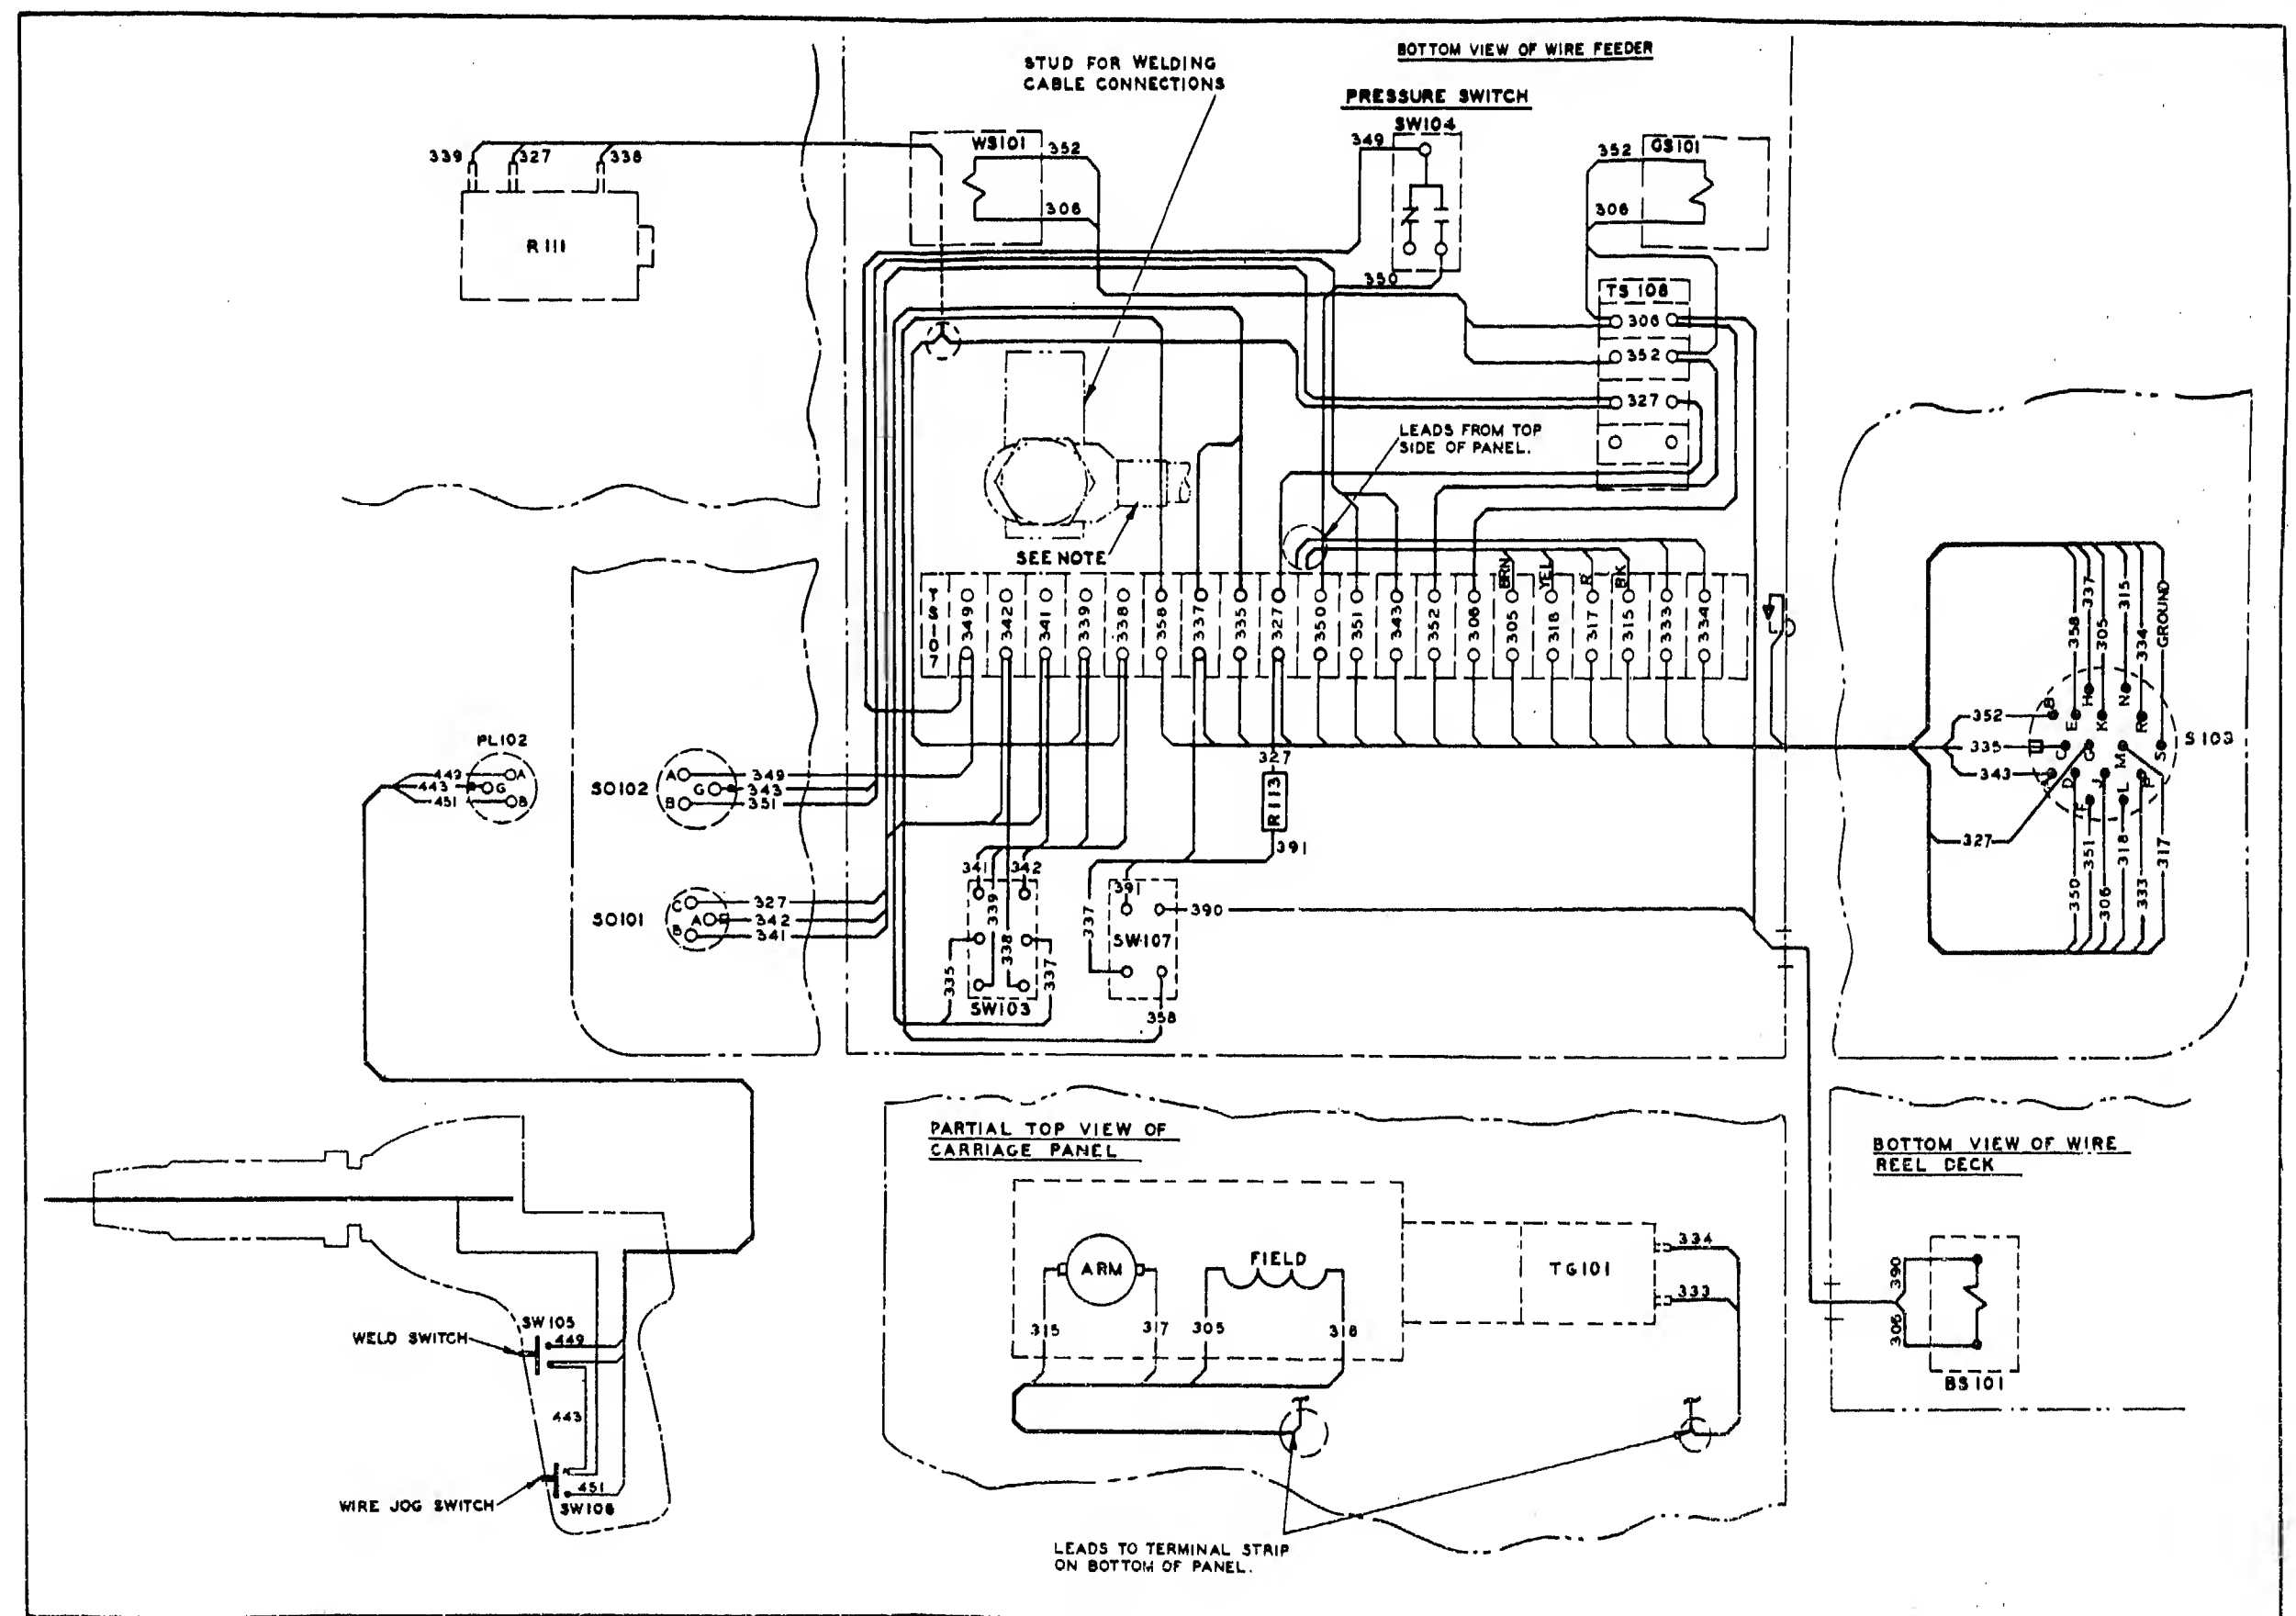 BOTTOM VIEW OF WIRE FEEDER
STUD FOR WELDING
CABLE CONNECTIONS
PRESSURE SWITCH
SW104
349
350
WS101
352
306
GS101
352
306
339
327
338
R111
TS 108
306
352
327
LEADS FROM TOP
SIDE OF PANEL.
SEE NOTE
BRN
YEL
R
BK
TS107
349
342
341
339
338
358
337
335
327
350
351
343
352
306
305
318
317
315
333
334
358
337
305
315
334
GROUND
352
335
343
327
B
E
H
K
N
R
C
G
M
S
A
D
F
J
L
P
S 103
350
351
306
318
333
317
PL102
449
443
451
A
G
B
SO102
A
G
B
349
343
351
327
R113
391
SO101
C
A
B
327
342
341
341
342
339
338
335
337
SW103
391
390
337
SW107
358
PARTIAL TOP VIEW OF
CARRIAGE PANEL
ARM
FIELD
TG101
334
333
315
317
305
318
BOTTOM VIEW OF WIRE
REEL DECK
390
306
BS101
SW105
WELD SWITCH
449
443
451
WIRE JOG SWITCH
SW106
LEADS TO TERMINAL STRIP
ON BOTTOM OF PANEL.